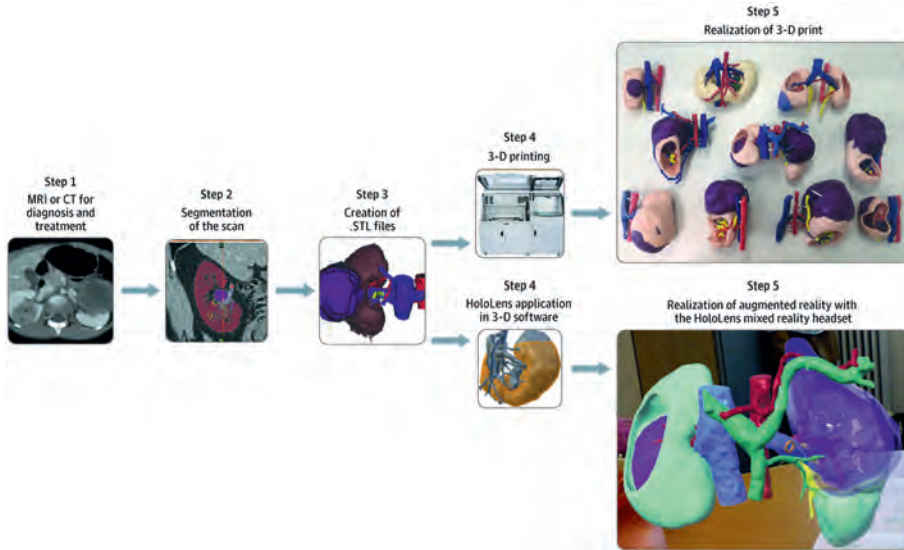 Step 1
MRI or CT for
diagnosis and
treatment
Step 2
Segmentation
of the scan
Step 3
Creation of
.STL files
Step 4
3-D printing
Step 5
Realization of 3-D print
Step 4
HoloLens application
in 3-D software
Step 5
Realization of augmented reality with
the HoloLens mixed reality headset